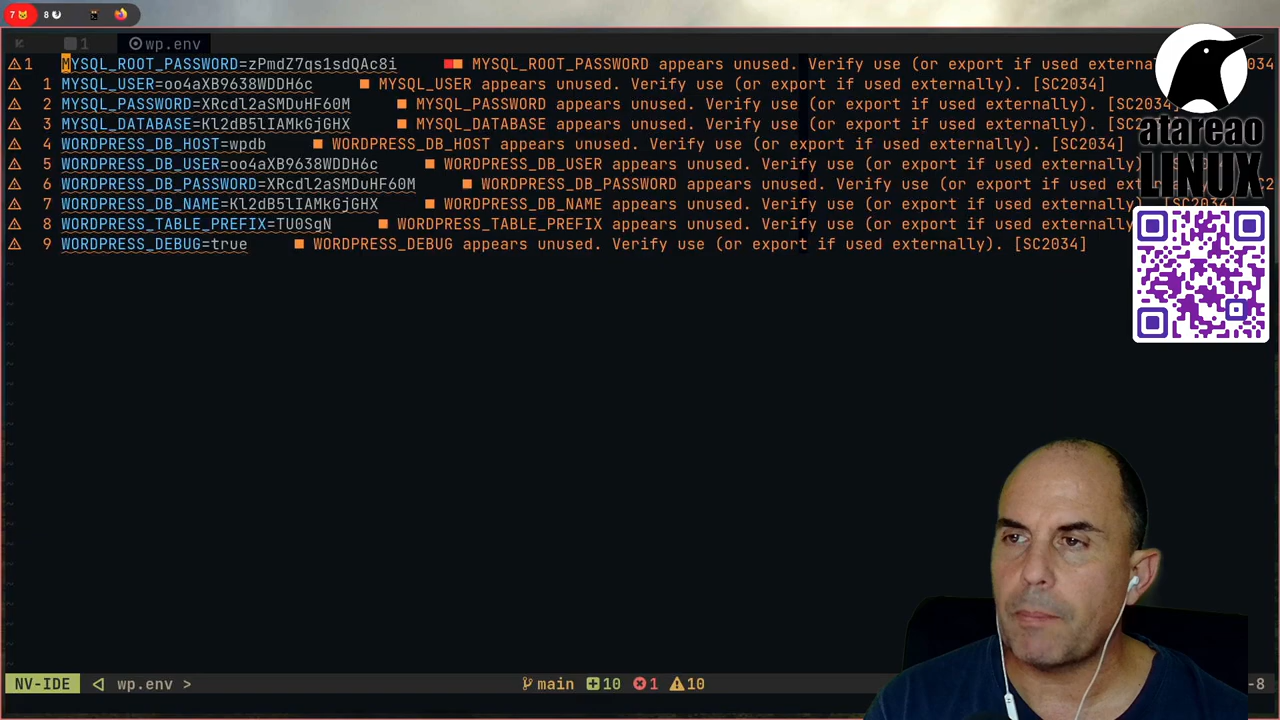 7 8
1 wp.env
1 MYSQL_ROOT_PASSWORD=zPmdZ7qs1sdQAc8i MYSQL_ROOT_PASSWORD appears unused. Verify use (or export if used externa 034
1 MYSQL_USER=oo4aXB9638WDDH6c MYSQL_USER appears unused. Verify use (or export if used externally). [SC2034]
2 MYSQL_PASSWORD=XRcdl2aSMDuHF60M MYSQL_PASSWORD appears unused. Verify use (or export if used externally). [SC2034]
3 MYSQL_DATABASE=Kl2dB5lIAMkGjGHX MYSQL_DATABASE appears unused. Verify use (or export if used externally). [SC2
4 WORDPRESS_DB_HOST=wpdb WORDPRESS_DB_HOST appears unused. Verify use (or export if used externally). [SC2034]
5 WORDPRESS_DB_USER=oo4aXB9638WDDH6c WORDPRESS_DB_USER appears unused. Verify use (or export if used externally)
6 WORDPRESS_DB_PASSWORD=XRcdl2aSMDuHF60M WORDPRESS_DB_PASSWORD appears unused. Verify use (or export if used ext
7 WORDPRESS_DB_NAME=Kl2dB5lIAMkGjGHX WORDPRESS_DB_NAME appears unused. Verify use (or export if used externally). [SC2034]
8 WORDPRESS_TABLE_PREFIX=TU0SgN WORDPRESS_TABLE_PREFIX appears unused. Verify use (or export if used externally
9 WORDPRESS_DEBUG=true WORDPRESS_DEBUG appears unused. Verify use (or export if used externally). [SC2034]
atareao
LINUX
NV-IDE wp.env > main 10 1 10 -8